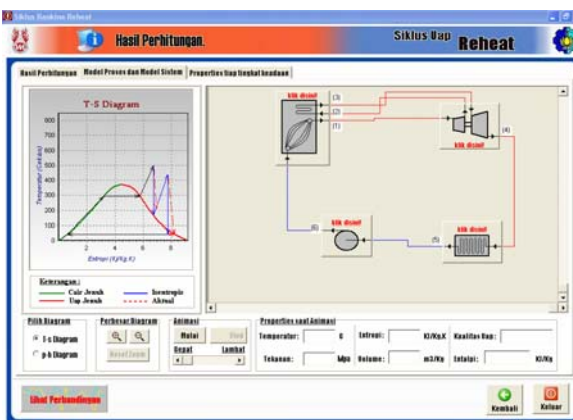 Siklus Rankine Reheat
Hasil Perhitungan.
Siklus Uap Reheat
Hasil Perhitungan
Model Proses dan Model Sistem
Properties Uap tingkat keadaan
T-S Diagram
Temperatur (Celcius)
800
700
600
500
400
300
200
100
0
2
4
6
8
Entropi (Kj/Kg.K)
Keterangan :
Cair Jenuh
Isentropis
Uap Jenuh
Aktual
klik disini!
(3)
(2)
(1)
klik disini!
(4)
(6)
klik disini!
(5)
klik disini!
Pilih Diagram
T-s Diagram
p-h Diagram
Perbesar Diagram
Reset Zoom
Animasi
Mulai
Stop
Cepat
Lambat
Properties saat Animasi
Temperatur:
C
Entropi:
KJ/Kg.K
Kualitas Uap:
Tekanan:
Mpa
Volume:
m3/Kg
Entalpi:
KJ/Kg
Lihat Perbandingan
Kembali
Keluar